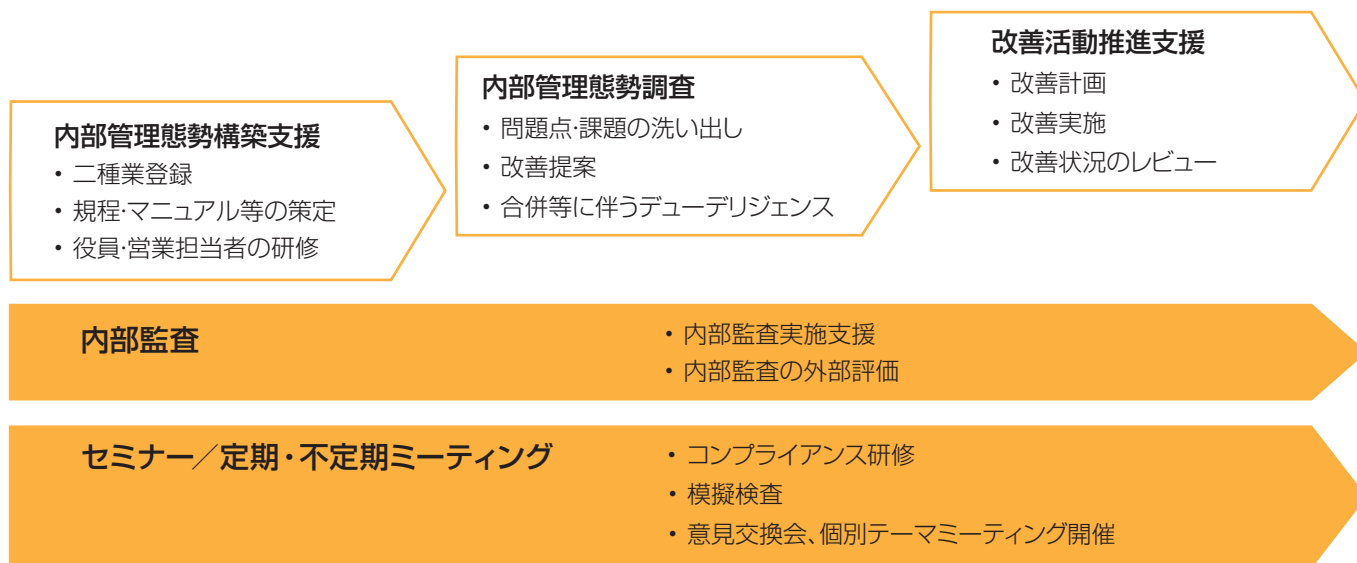 内部管理態勢構築支援
• 二種業登録
• 規程・マニュアル等の策定
• 役員・営業担当者の研修
内部管理態勢調査
• 問題点・課題の洗い出し
• 改善提案
• 合併等に伴うデューデリジェンス
改善活動推進支援
• 改善計画
• 改善実施
• 改善状況のレビュー
内部監査
• 内部監査実施支援
• 内部監査の外部評価
セミナー／定期・不定期ミーティング
• コンプライアンス研修
• 模擬検査
• 意見交換会、個別テーマミーティング開催